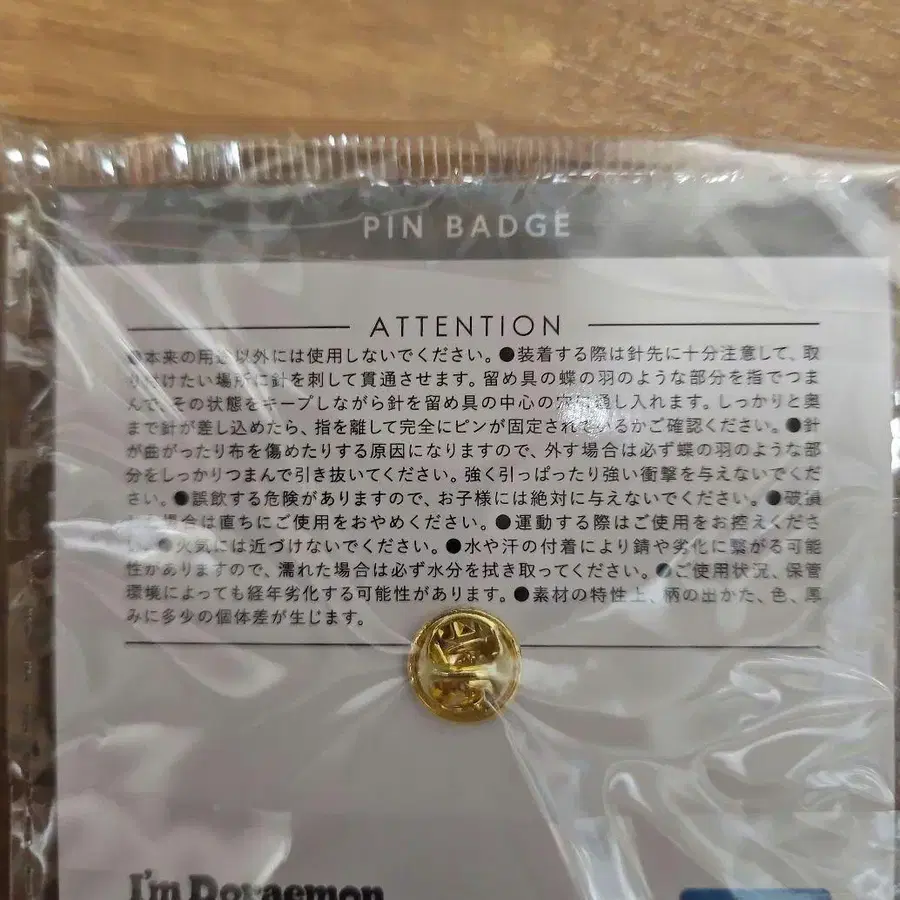 PIN BADGE
ATTENTION
●本来の用途以外には使用しないでください。●装着する際は針先に十分注意して、取
り付けたい場所に針を刺して貫通させます。留め具の蝶の羽のような部分を指でつま
んで、その状態をキープしながら針を留め具の中心の穴に通し入れます。しっかりと奥
まで針が差し込めたら、指を離して完全にピンが固定されているかご確認ください。●針
が曲がったり布を傷めたりする原因になりますので、外す場合は必ず蝶の羽のような部
分をしっかりつまんで引き抜いてください。強く引っぱったり強い衝撃を与えないでくだ
さい。●誤飲する危険がありますので、お子様には絶対に与えないでください。●破損
場合は直ちにご使用をおやめください。●運動する際はご使用をお控えくださ
い。●火気には近づけないでください。●水や汗の付着により錆や劣化に繋がる可能
性がありますので、濡れた場合は必ず水分を拭き取ってください。●ご使用状況、保管
環境によっても経年劣化する可能性があります。●素材の特性上、柄の出かた、色、厚
みに多少の個体差が生じます。
I'm Doraemon